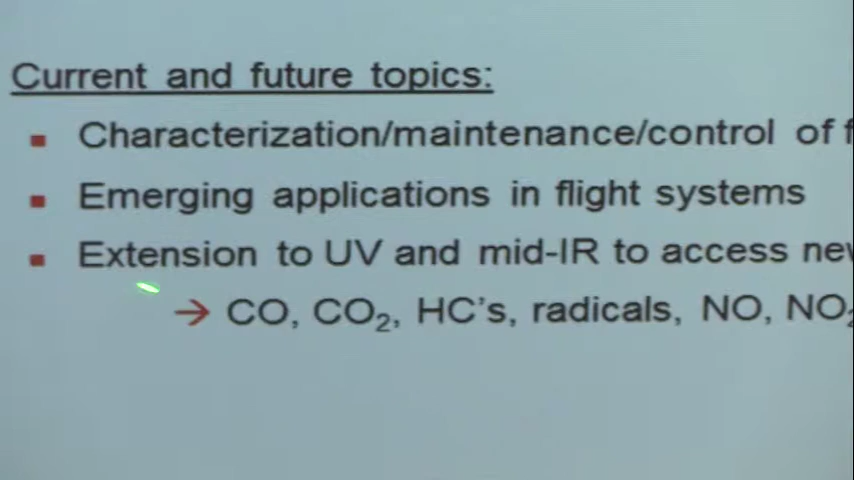 Current and future topics:
Characterization/maintenance/control of
Emerging applications in flight systems
Extension to UV and mid-IR to access
→ CO, CO₂, HC's, radicals, NO, NO₂